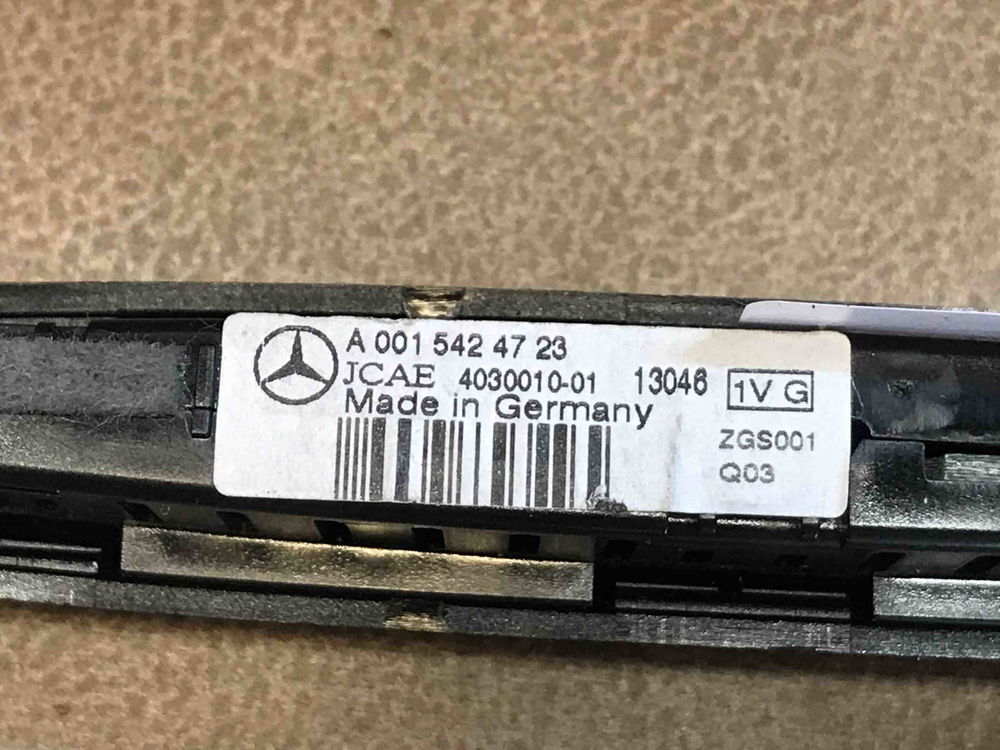 A 001 542 47 23
JCAE 4030010-01 13046 1V G
Made in Germany
ZGS001
Q03